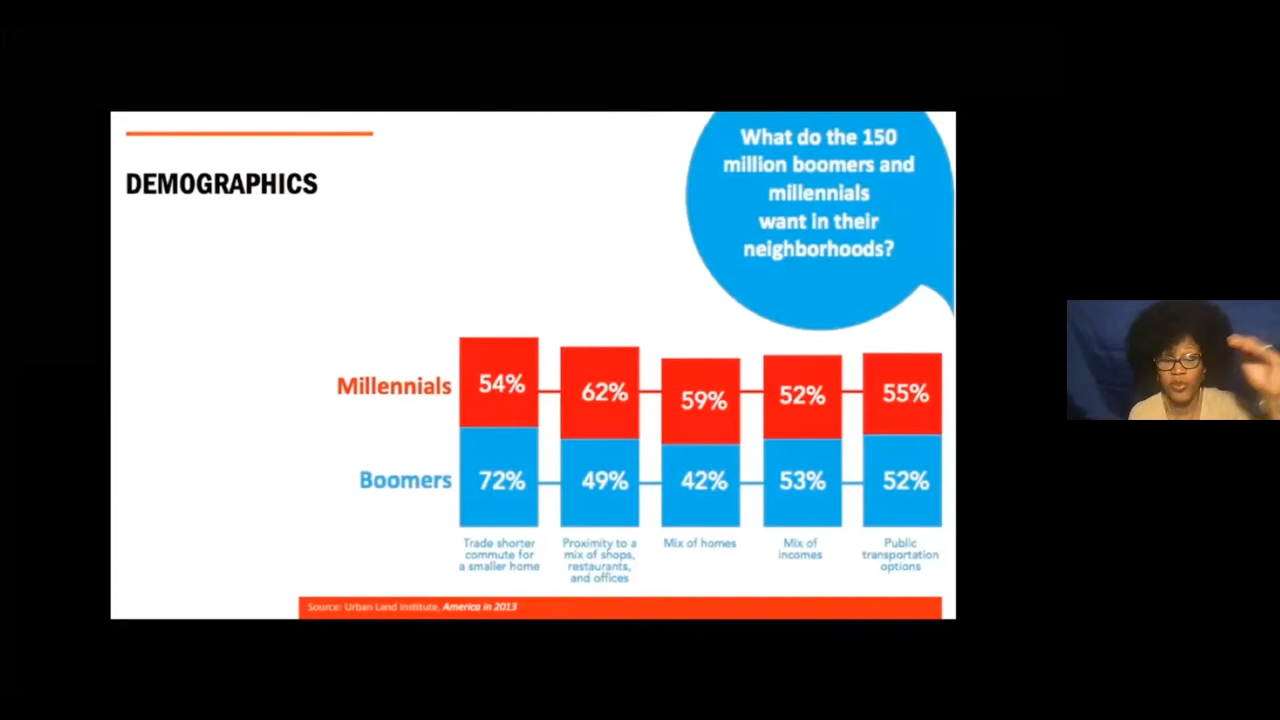 What do the 150
million boomers and
millennials
want in their
neighborhoods?
DEMOGRAPHICS
Millennials
54%
62%
59%
52%
55%
Boomers
72%
49%
42%
53%
52%
Trade shorter
commute for
a smaller home
Proximity to a
mix of shops,
restaurants,
and offices
Mix of homes
Mix of
incomes
Public
transportation
options
Source: Urban Land Institute, America in 2013